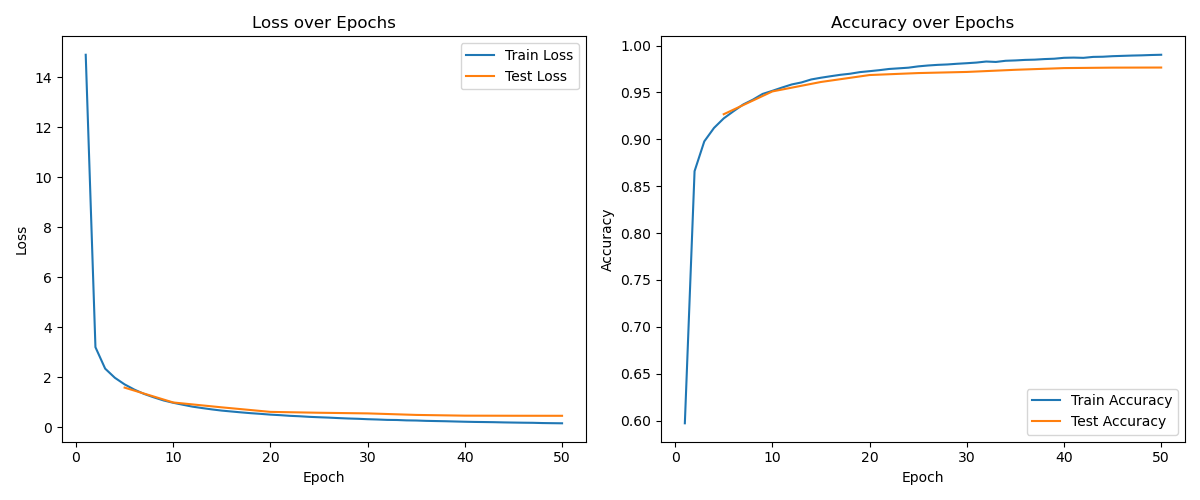 Loss over Epochs
Train Loss
Test Loss
14
12
10
8
6
4
2
0
Loss
0 10 20 30 40 50
Epoch
Accuracy over Epochs
1.00
0.95
0.90
0.85
0.80
0.75
0.70
0.65
0.60
Accuracy
Train Accuracy
Test Accuracy
0 10 20 30 40 50
Epoch